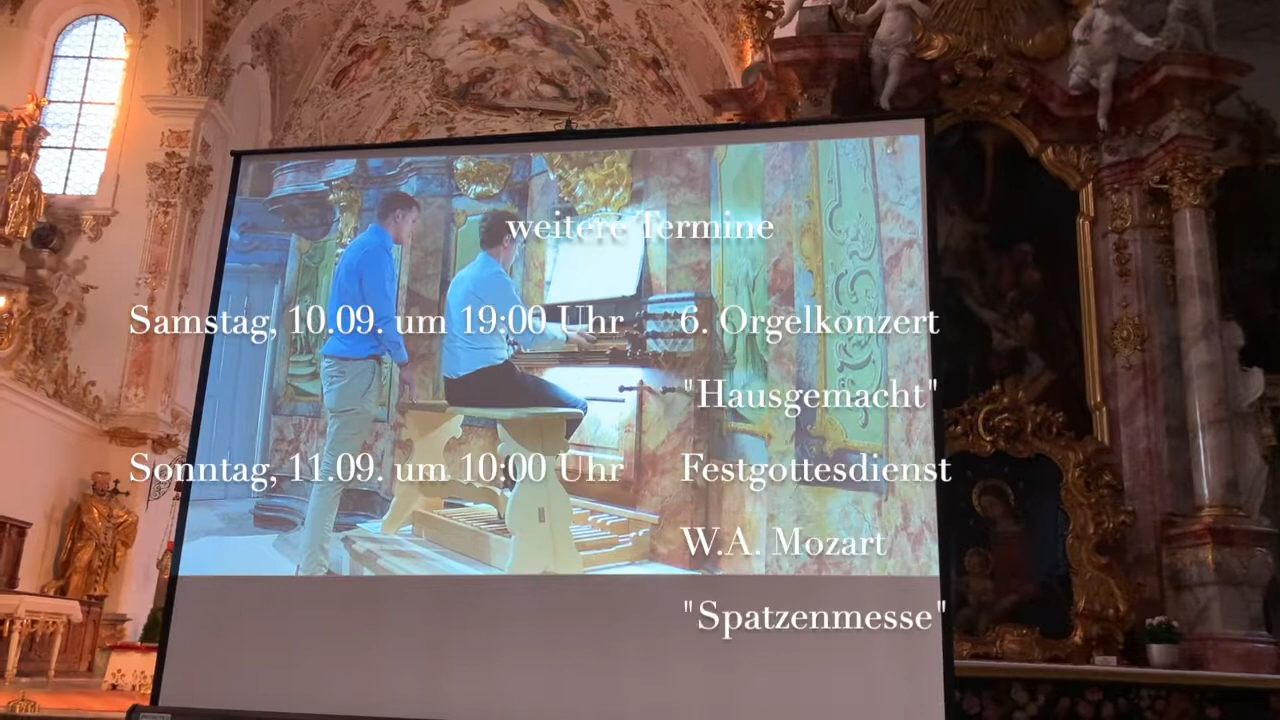 weitere Termine
Samstag, 10.09. um 19:00 Uhr 6. Orgelkonzert
"Hausgemacht"
Sonntag, 11.09. um 10:00 Uhr Festgottesdienst
W.A. Mozart
"Spatzenmesse"